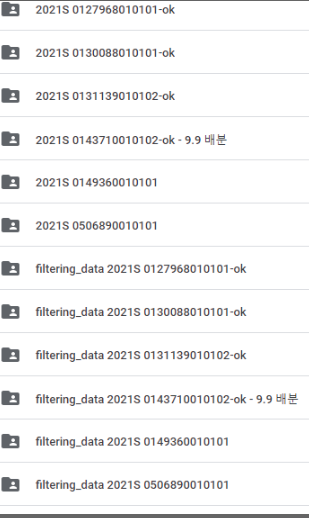 2021S 0127968010101-ok
2021S 0130088010101-ok
2021S 0131139010102-ok
2021S 0143710010102-ok - 9.9 배분
2021S 0149360010101
2021S 0506890010101
filtering_data 2021S 0127968010101-ok
filtering_data 2021S 0130088010101-ok
filtering_data 2021S 0131139010102-ok
filtering_data 2021S 0143710010102-ok - 9.9 배분
filtering_data 2021S 0149360010101
filtering_data 2021S 0506890010101